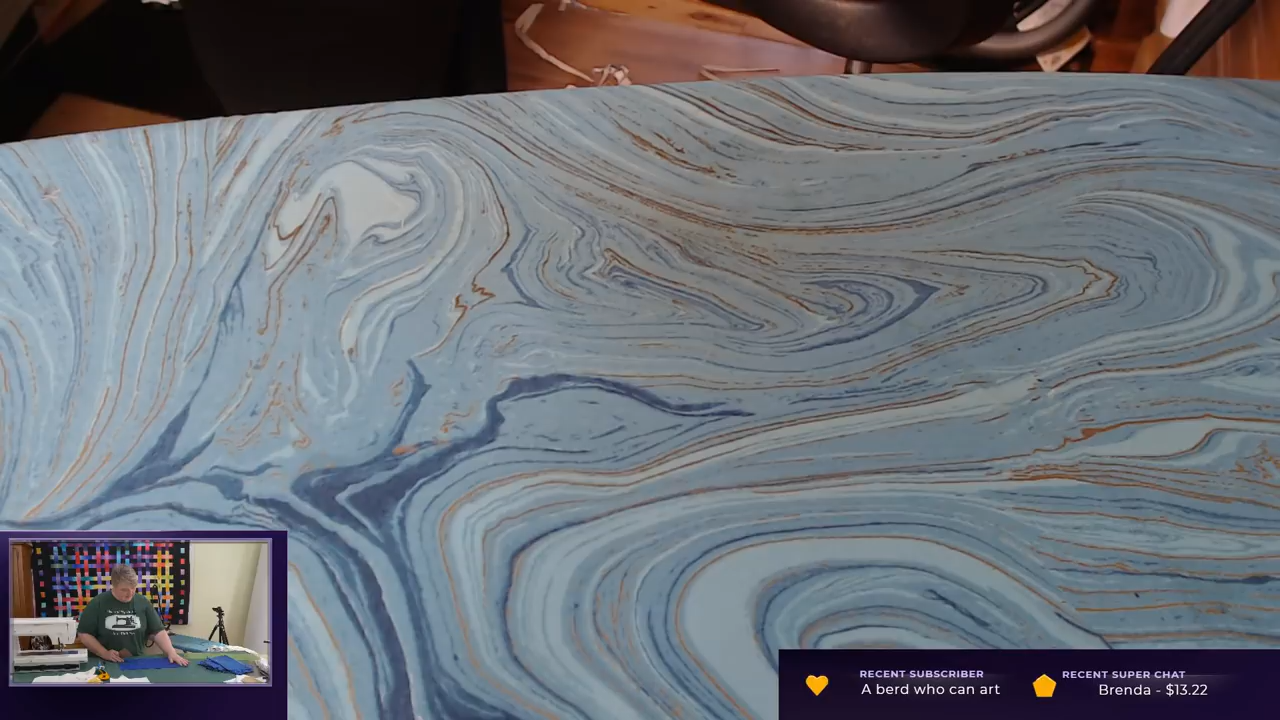 RECENT SUBSCRIBER
A berd who can art
RECENT SUPER CHAT
Brenda - $13.22